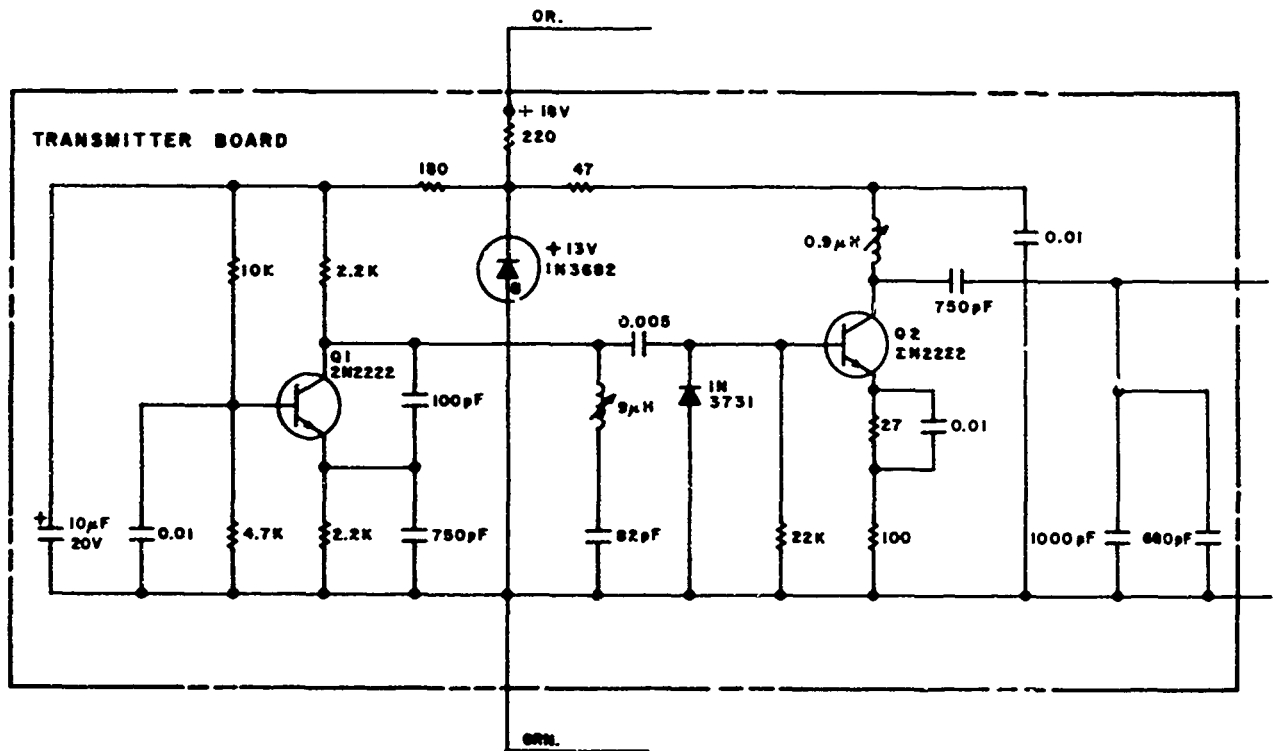 OR.
+ 18V
220
TRANSMITTER BOARD
180
47
0.9μH
0.01
+ 13V
1N3682
10K
2.2K
750pF
0.005
Q1
2N2222
Q2
2N2222
100pF
9μH
1N
3731
27
0.01
+
10μF
20V
0.01
4.7K
2.2K
750pF
82pF
22K
100
1000pF
GRN.